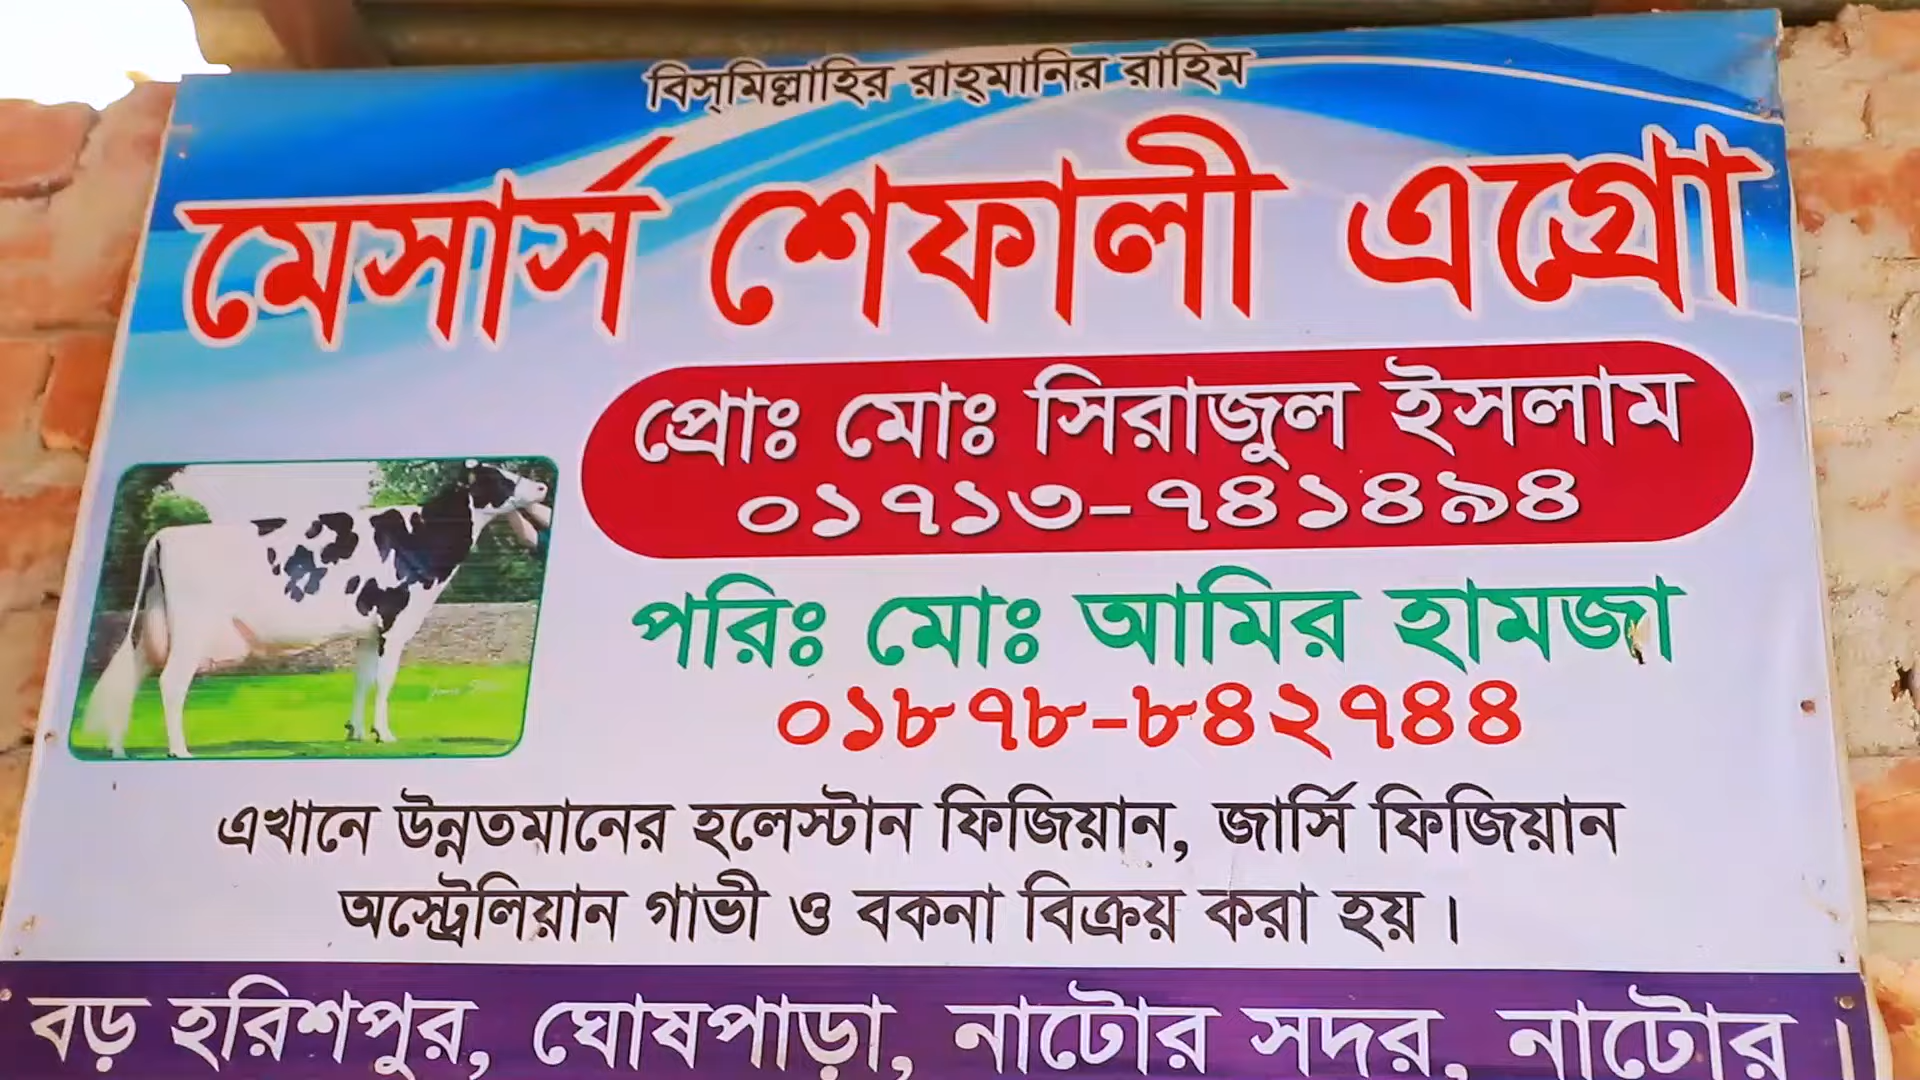 বিস্‌মিল্লাহির রাহ্‌মানির রাহিম
মেসার্স শেফালী এগ্রো
প্রোঃ মোঃ সিরাজুল ইসলাম
০১৭১৩-৭৪১৪৯৪
পরিঃ মোঃ আমির হামজা
০১৮৭৮-৮৪২৭৪৪
এখানে উন্নতমানের হলেস্টান ফিজিয়ান, জার্সি ফিজিয়ান
অস্ট্রেলিয়ান গাভী ও বকনা বিক্রয় করা হয়।
বড় হরিশপুর, ঘোষপাড়া, নাটোর সদর, নাটোর।